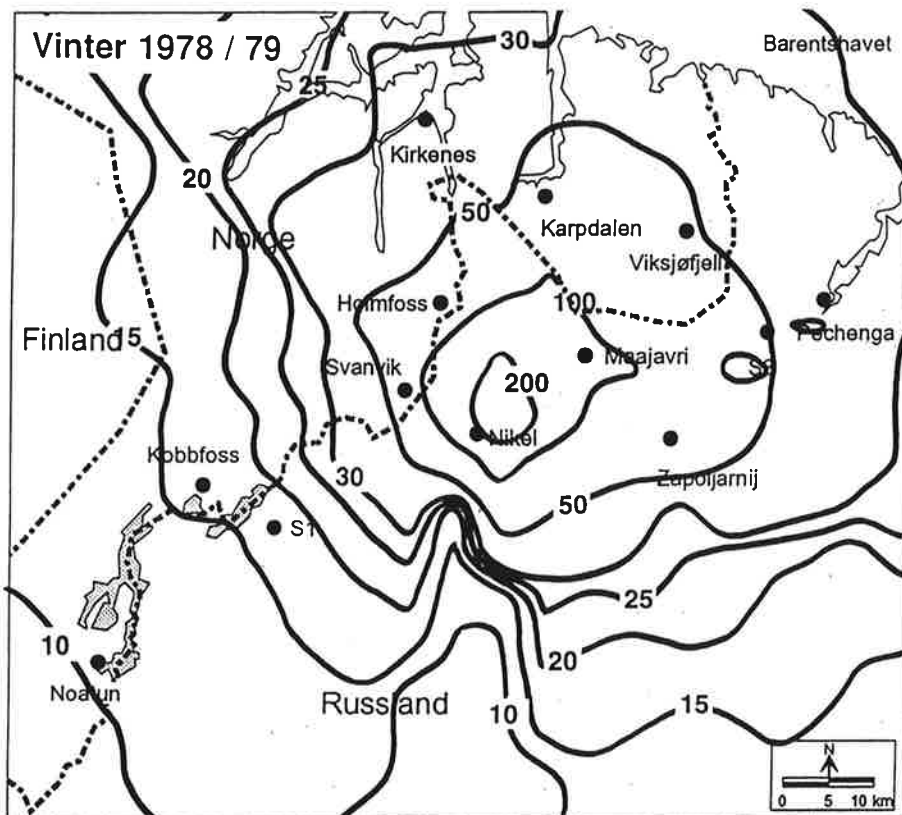 Vinter 1978 / 79
30
Barentshavet
25
Kirkenes
20
50
Karpdalen
Norge
Viksjøfjell
Holmfoss
100
Pechenga
Finland 15
Maajavri
Svanvik
200
Nikel
Kobbfoss
30
Zapoljarnij
50
S1
25
10
20
Noatun
Russland
10
15
N
0 5 10 km